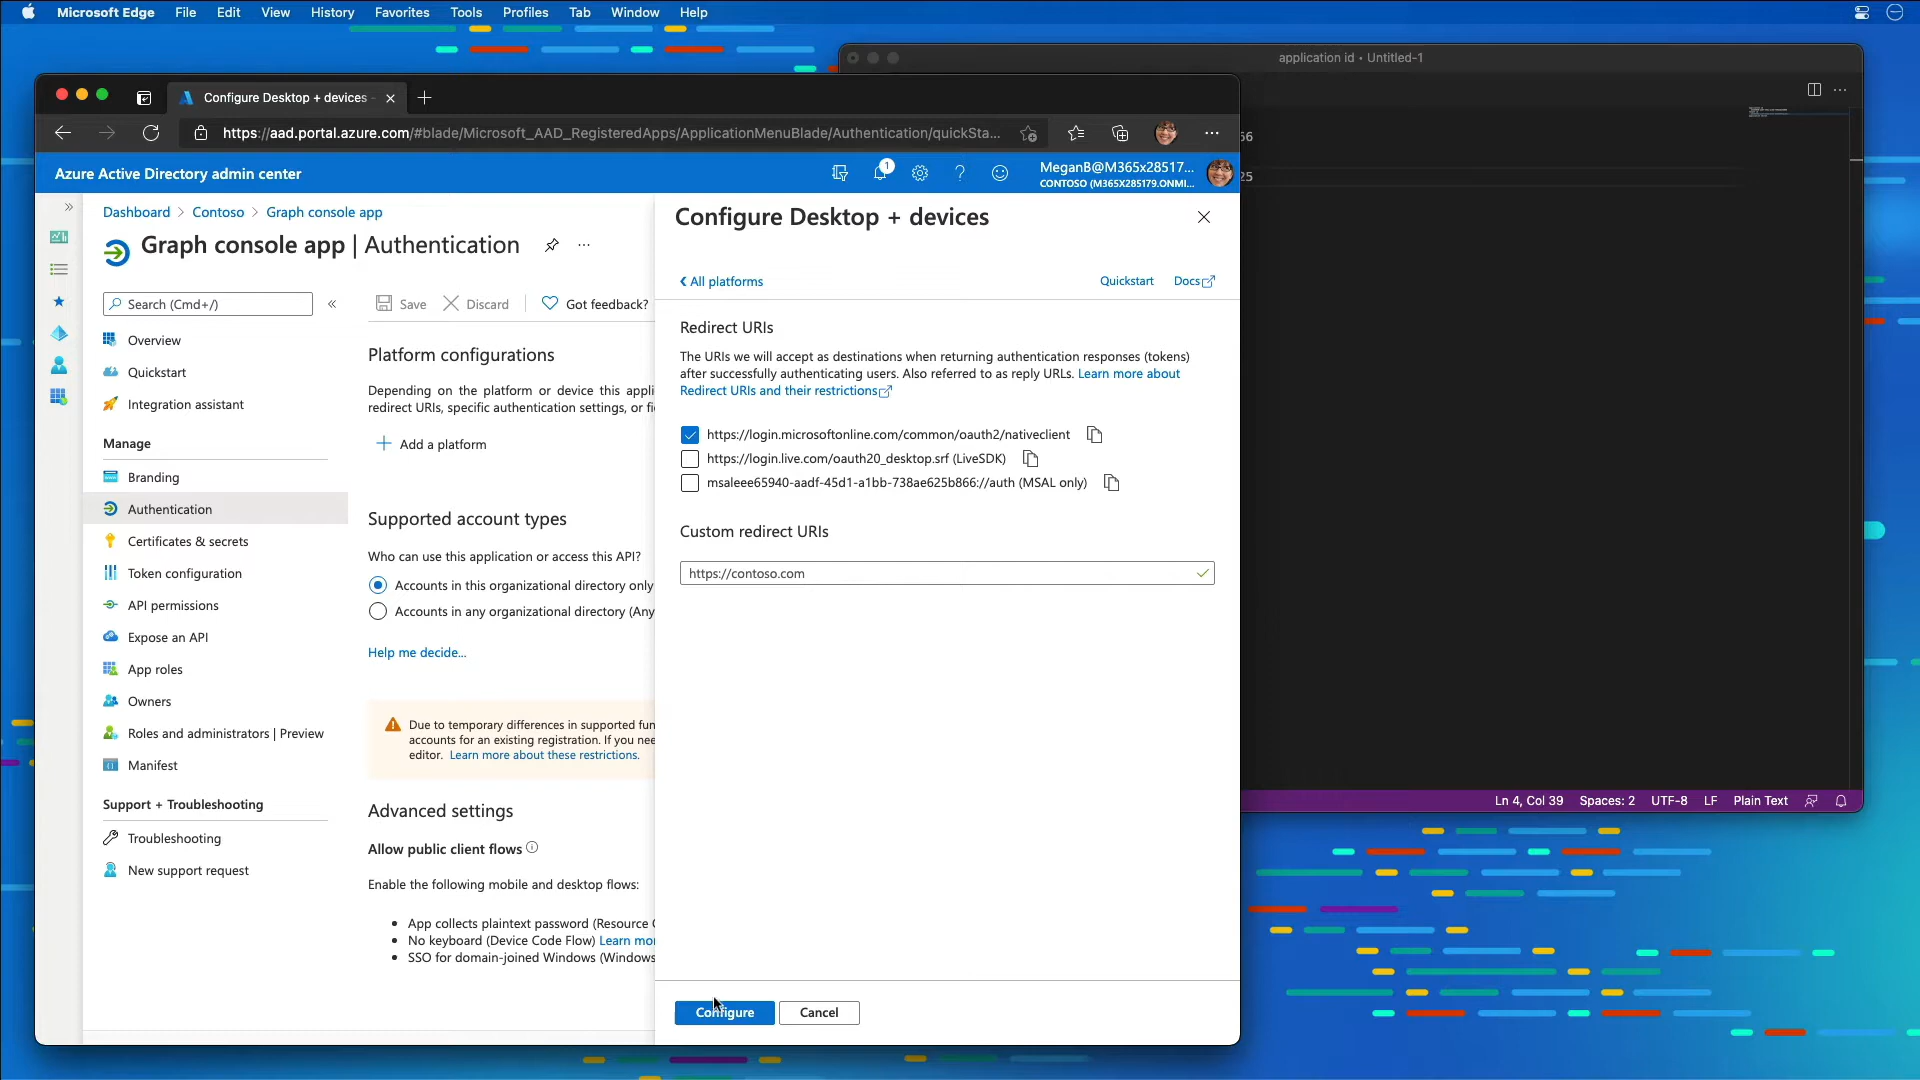 Microsoft Edge File Edit View History Favorites Tools Profiles Tab Window Help
application id • Untitled-1
Configure Desktop + devices -
https://aad.portal.azure.com/#blade/Microsoft_AAD_RegisteredApps/ApplicationMenuBlade/Authentication/quickSta...
56
25
Azure Active Directory admin center
1
MeganB@M365x28517...
CONTOSO (M365X285179.ONMI...
Dashboard > Contoso > Graph console app
Graph console app | Authentication
Search (Cmd+/)
Overview
Quickstart
Integration assistant
Manage
Branding
Authentication
Certificates & secrets
Token configuration
API permissions
Expose an API
App roles
Owners
Roles and administrators | Preview
Manifest
Support + Troubleshooting
Troubleshooting
New support request
Save Discard Got feedback?
Platform configurations
Depending on the platform or device this appli
redirect URIs, specific authentication settings, or fi
Add a platform
Supported account types
Who can use this application or access this API?
Accounts in this organizational directory only
Accounts in any organizational directory (Any
Help me decide...
Due to temporary differences in supported fun
accounts for an existing registration. If you nee
editor. Learn more about these restrictions.
Advanced settings
Allow public client flows
Enable the following mobile and desktop flows:
• App collects plaintext password (Resource
• No keyboard (Device Code Flow) Learn mo
• SSO for domain-joined Windows (Windows
Configure Desktop + devices
All platforms
Quickstart Docs
Redirect URIs
The URIs we will accept as destinations when returning authentication responses (tokens)
after successfully authenticating users. Also referred to as reply URLs. Learn more about
Redirect URIs and their restrictions
https://login.microsoftonline.com/common/oauth2/nativeclient
https://login.live.com/oauth20_desktop.srf (LiveSDK)
msaleee65940-aadf-45d1-a1bb-738ae625b866://auth (MSAL only)
Custom redirect URIs
https://contoso.com
Configure Cancel
Ln 4, Col 39 Spaces: 2 UTF-8 LF Plain Text